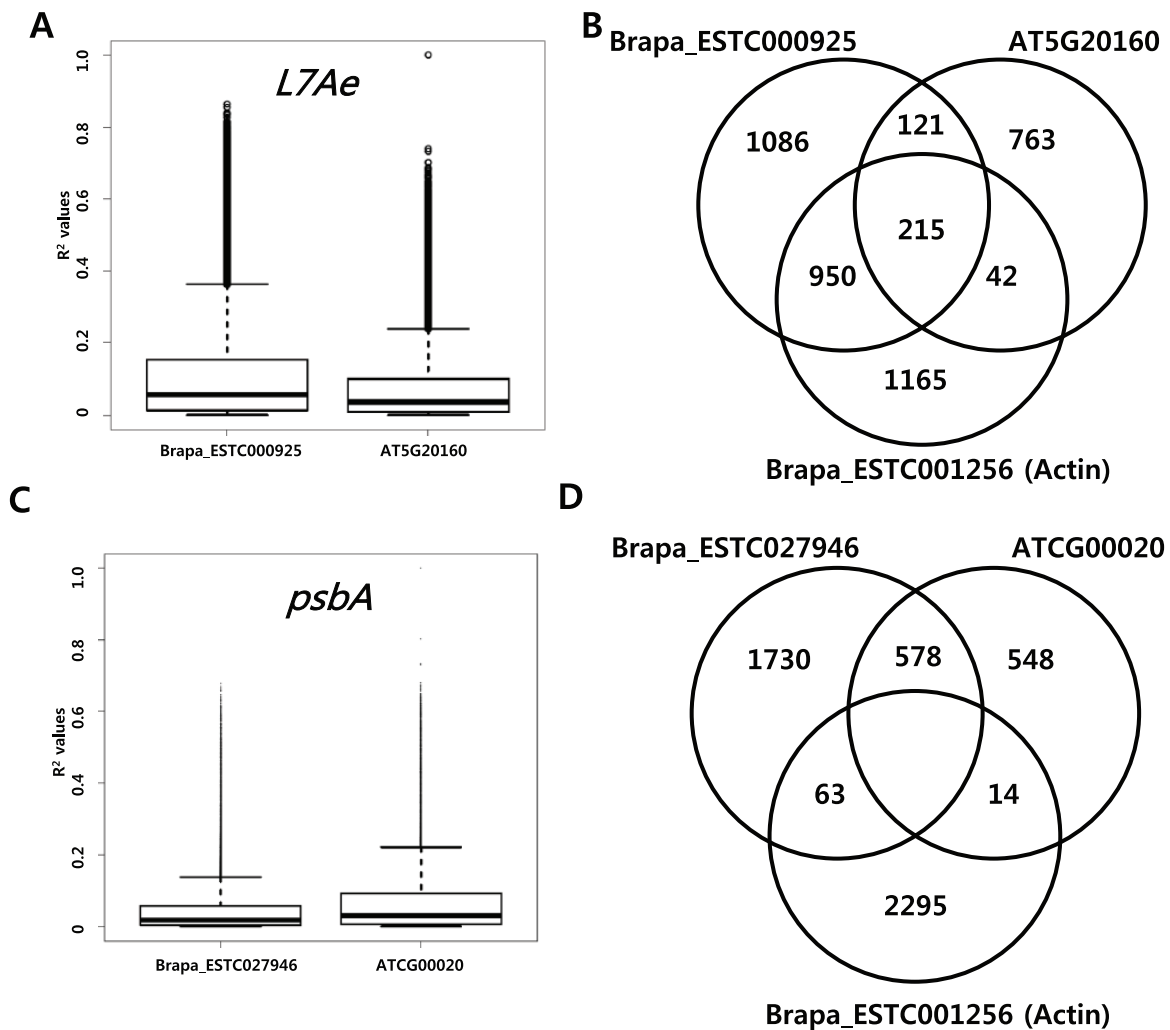 A
L7Ae
R² values
1.0
0.8
0.6
0.4
0.2
0
Brapa_ESTC000925
AT5G20160
B
Brapa_ESTC000925
AT5G20160
1086
121
763
215
950
42
1165
Brapa_ESTC001256 (Actin)
C
psbA
R² values
1.0
0.8
0.6
0.4
0.2
0
Brapa_ESTC027946
ATCG00020
D
Brapa_ESTC027946
ATCG00020
1730
578
548
63
14
2295
Brapa_ESTC001256 (Actin)